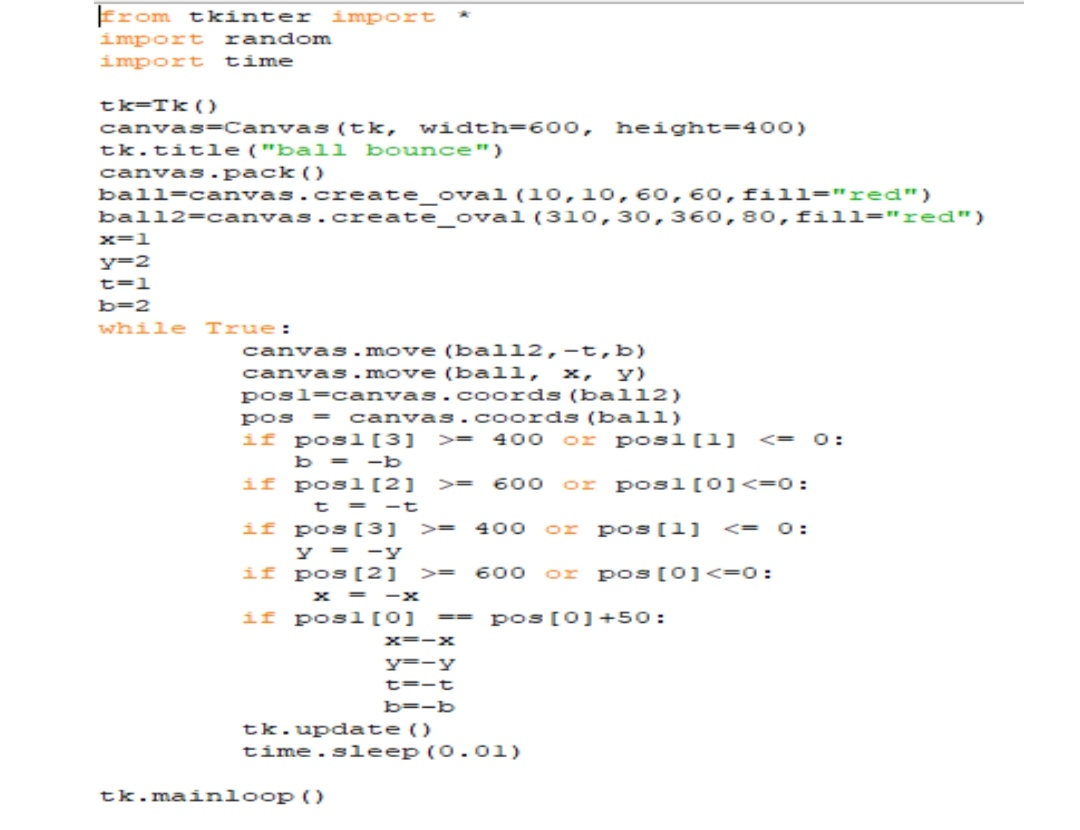 from tkinter import *
import random
import time

tk=Tk()
canvas=Canvas(tk, width=600, height=400)
tk.title("ball bounce")
canvas.pack()
ball=canvas.create_oval(10,10,60,60,fill="red")
ball2=canvas.create_oval(310,30,360,80,fill="red")
x=1
y=2
t=1
b=2
while True:
        canvas.move(ball2,-t,b)
        canvas.move(ball, x, y)
        pos1=canvas.coords(ball2)
        pos = canvas.coords(ball)
        if pos1[3] >= 400 or pos1[1] <= 0:
           b = -b
        if pos1[2] >= 600 or pos1[0]<=0:
            t = -t
        if pos[3] >= 400 or pos[1] <= 0:
           y = -y
        if pos[2] >= 600 or pos[0]<=0:
            x = -x
        if pos1[0] == pos[0]+50:
                x=-x
                y=-y
                t=-t
                b=-b
        tk.update()
        time.sleep(0.01)

tk.mainloop()